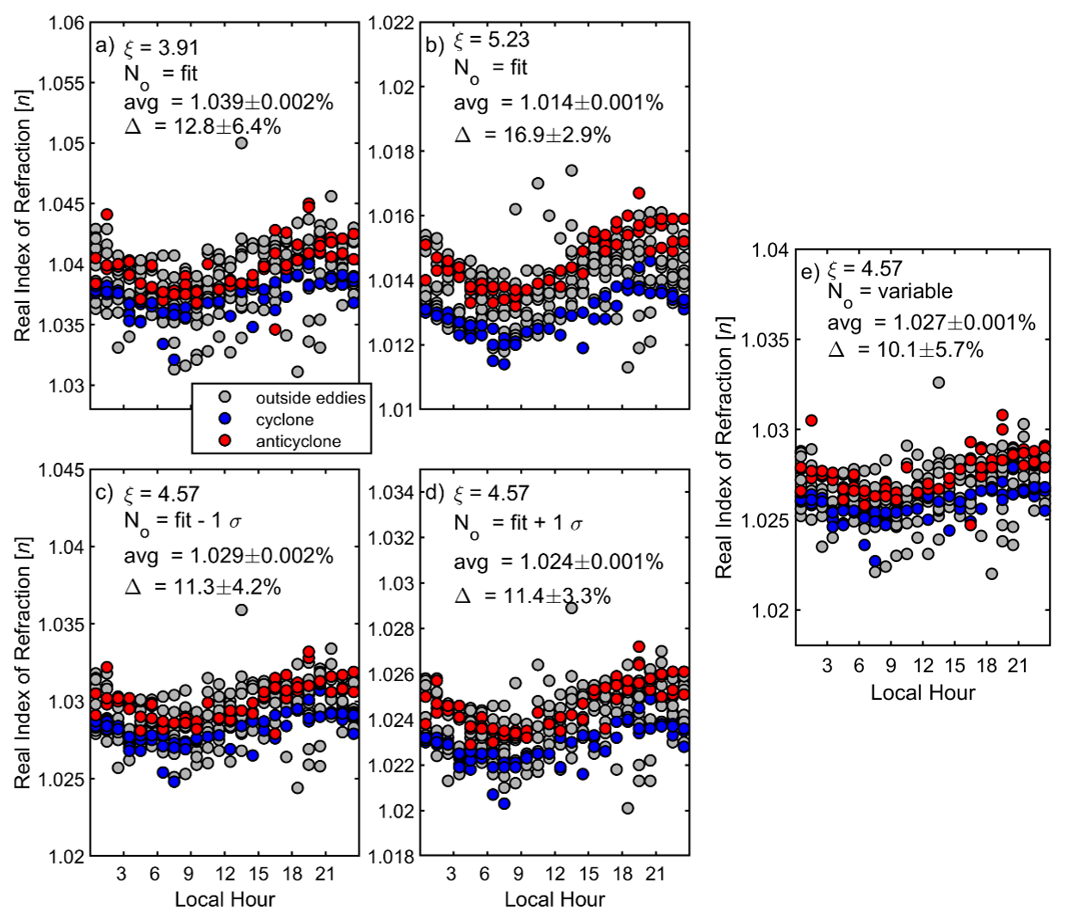 a) ξ = 3.91
N_o = fit
avg = 1.039±0.002%
Δ = 12.8±6.4%
1.06
1.055
1.05
1.045
1.04
1.035
1.03
Real Index of Refraction [n]
b) ξ = 5.23
N_o = fit
avg = 1.014±0.001%
Δ = 16.9±2.9%
1.022
1.02
1.018
1.016
1.014
1.012
1.01
outside eddies
cyclone
anticyclone
c) ξ = 4.57
N_o = fit - 1 σ
avg = 1.029±0.002%
Δ = 11.3±4.2%
1.045
1.04
1.035
1.03
1.025
1.02
Real Index of Refraction [n]
3 6 9 12 15 18 21
Local Hour
d) ξ = 4.57
N_o = fit + 1 σ
avg = 1.024±0.001%
Δ = 11.4±3.3%
1.034
1.032
1.03
1.028
1.026
1.024
1.022
1.02
1.018
3 6 9 12 15 18 21
Local Hour
e) ξ = 4.57
N_o = variable
avg = 1.027±0.001%
Δ = 10.1±5.7%
1.04
1.035
1.03
1.025
1.02
Real Index of Refraction [n]
3 6 9 12 15 18 21
Local Hour